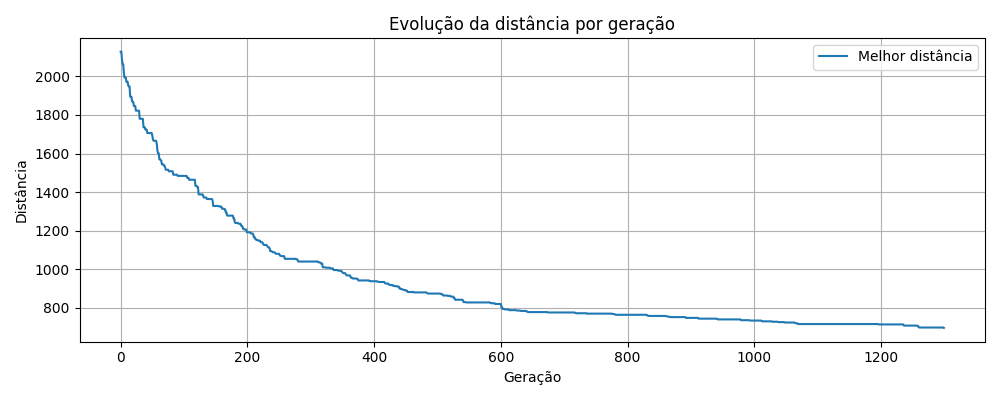 Evolução da distância por geração
Melhor distância
Distância
2000
1800
1600
1400
1200
1000
800
0 200 400 600 800 1000 1200
Geração